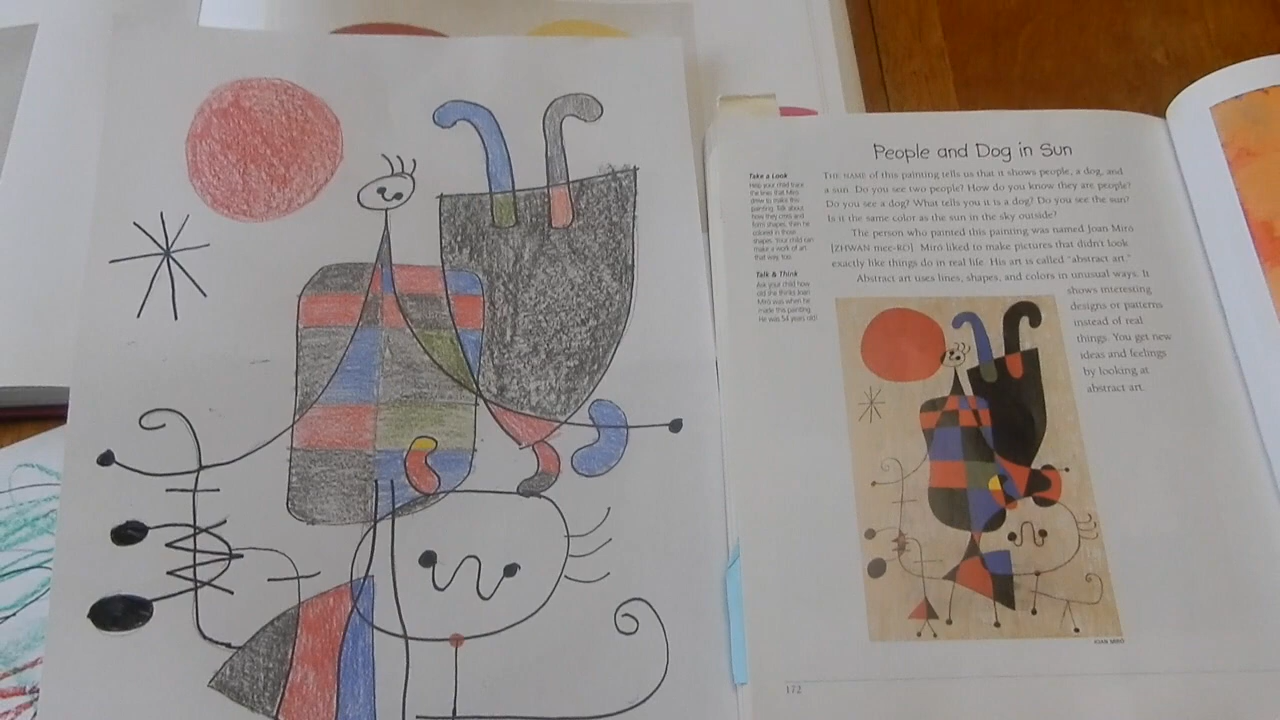 People and Dog in Sun
Take a Look
Help your child trace
the lines that Miró
drew to make this
painting. Talk about
how they cross and
form shapes, then he
colored in those
shapes. Your child can
make a work of art
that way, too.
Talk & Think
Ask your child how
old she thinks Joan
Miró was when he
made this painting.
He was 54 years old!
THE NAME of this painting tells us that it shows people, a dog, and
a sun. Do you see two people? How do you know they are people?
Do you see a dog? What tells you it is a dog? Do you see the sun?
Is it the same color as the sun in the sky outside?
The person who painted this painting was named Joan Miró
[ZHWAN mee-RO]. Miró liked to make pictures that didn't look
exactly like things do in real life. His art is called "abstract art."
Abstract art uses lines, shapes, and colors in unusual ways. It
shows interesting
designs or patterns
instead of real
things. You get new
ideas and feelings
by looking at
abstract art.
JOAN MIRÓ
172